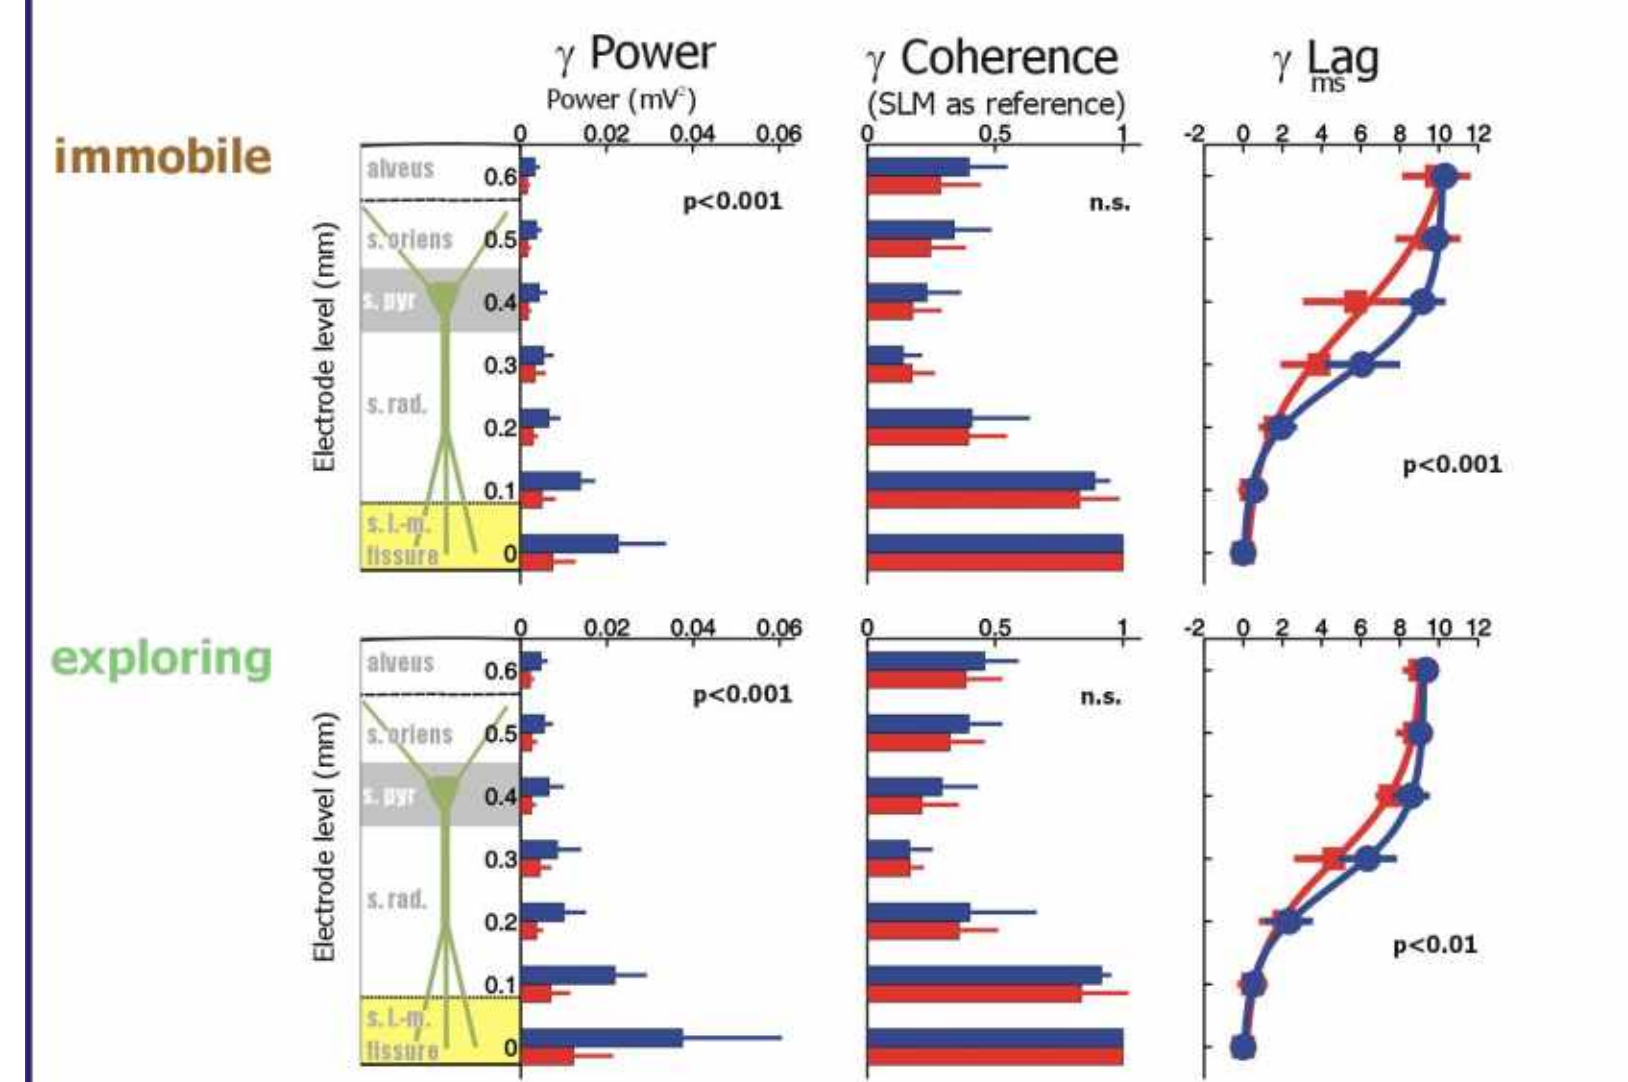 γ Power
Power (mV²)
γ Coherence
(SLM as reference)
γ Lag
ms
immobile
0 0.02 0.04 0.06
0 0.5 1
-2 0 2 4 6 8 10 12
Electrode level (mm)
alveus
s. oriens
s. pyr
s. rad.
s. l.-m.
fissure
0.6
0.5
0.4
0.3
0.2
0.1
0
p<0.001
n.s.
p<0.001
exploring
0 0.02 0.04 0.06
0 0.5 1
-2 0 2 4 6 8 10 12
Electrode level (mm)
alveus
s. oriens
s. pyr
s. rad.
s. l.-m.
fissure
0.6
0.5
0.4
0.3
0.2
0.1
0
p<0.001
n.s.
p<0.01